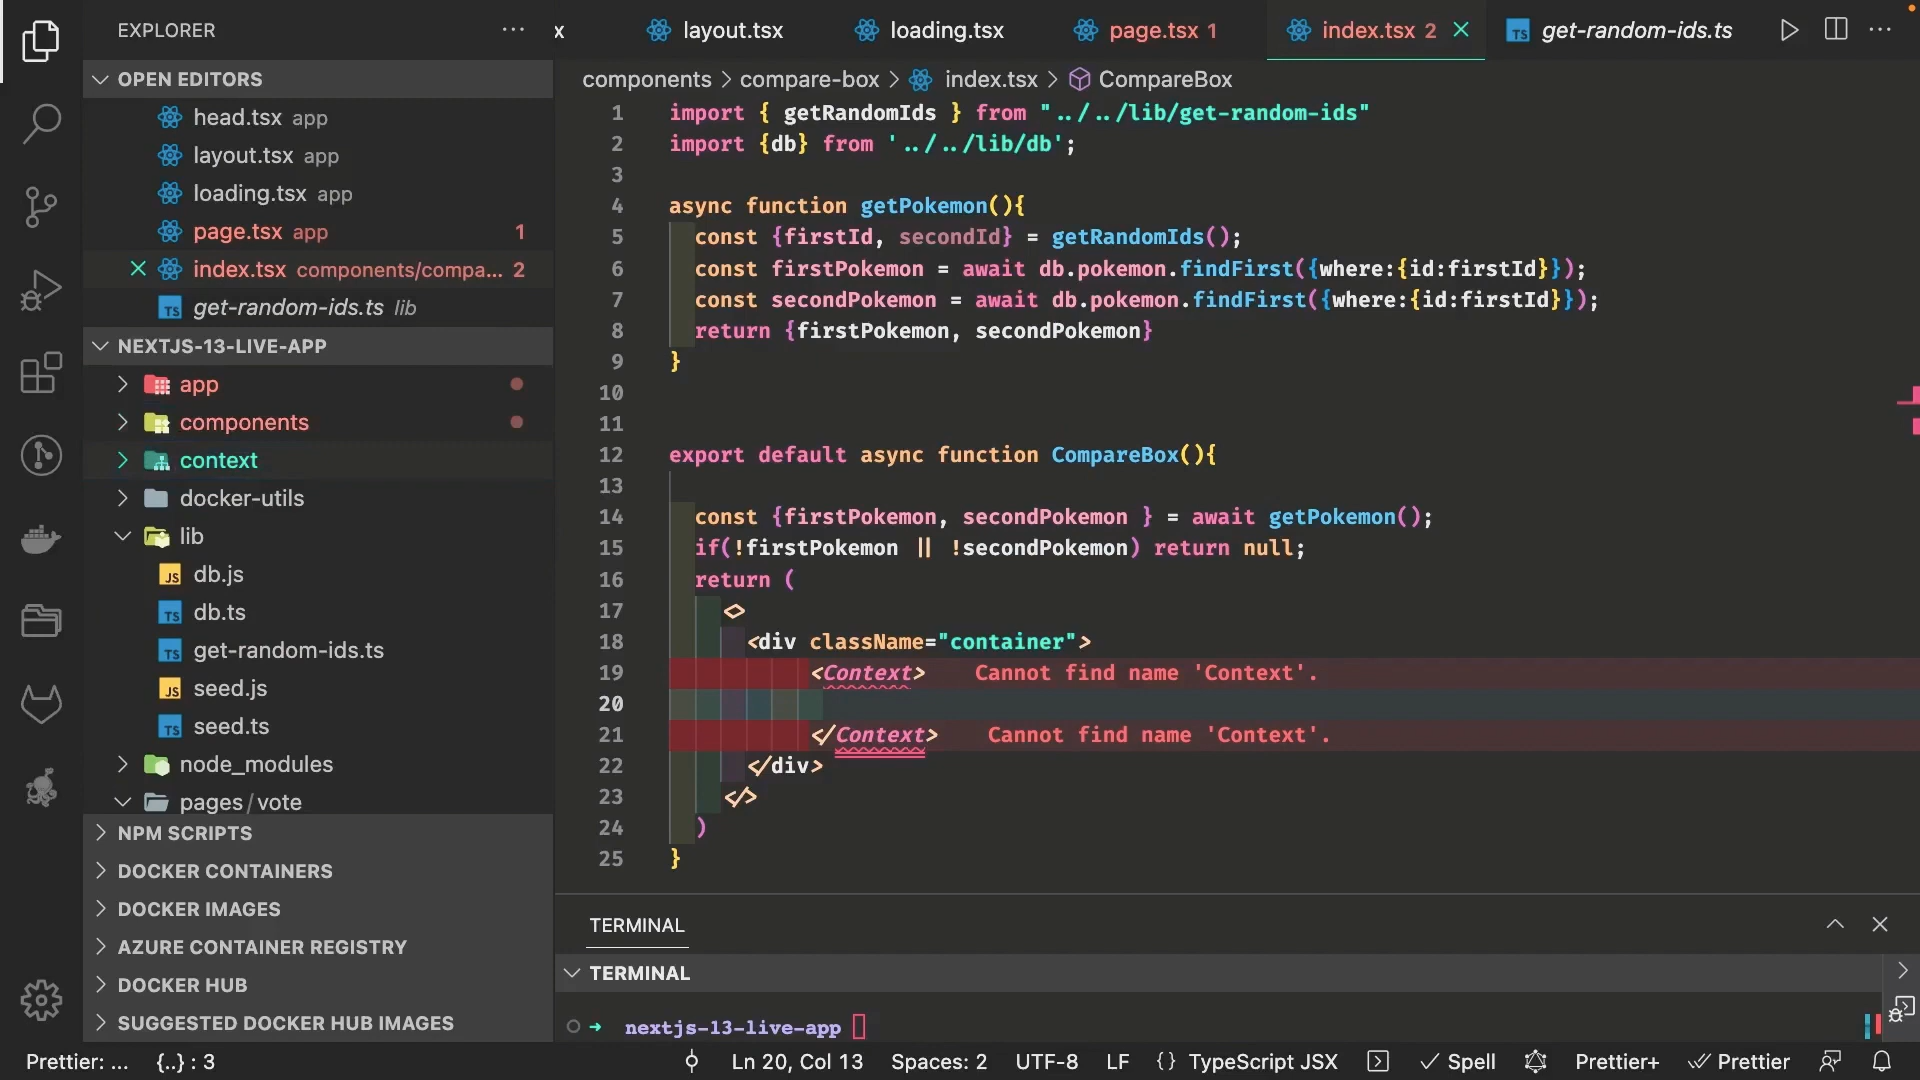 EXPLORER
OPEN EDITORS
head.tsx app
layout.tsx app
loading.tsx app
page.tsx app 1
index.tsx components/compa... 2
get-random-ids.ts lib
NEXTJS-13-LIVE-APP
app
components
context
docker-utils
lib
db.js
db.ts
get-random-ids.ts
seed.js
seed.ts
node_modules
pages/vote
NPM SCRIPTS
DOCKER CONTAINERS
DOCKER IMAGES
AZURE CONTAINER REGISTRY
DOCKER HUB
SUGGESTED DOCKER HUB IMAGES
x layout.tsx loading.tsx page.tsx 1 index.tsx 2 get-random-ids.ts
components > compare-box > index.tsx > CompareBox
1 import { getRandomIds } from "../../lib/get-random-ids"
2 import {db} from '../../lib/db';
3
4 async function getPokemon(){
5 const {firstId, secondId} = getRandomIds();
6 const firstPokemon = await db.pokemon.findFirst({where:{id:firstId}});
7 const secondPokemon = await db.pokemon.findFirst({where:{id:firstId}});
8 return {firstPokemon, secondPokemon}
9 }
10
11
12 export default async function CompareBox(){
13
14 const {firstPokemon, secondPokemon } = await getPokemon();
15 if(!firstPokemon || !secondPokemon) return null;
16 return (
17 <>
18 <div className="container">
19 <Context> Cannot find name 'Context'.
20
21 </Context> Cannot find name 'Context'.
22 </div>
23 </>
24 )
25 }
TERMINAL
TERMINAL
nextjs-13-live-app
Prettier: ... {..} : 3 Ln 20, Col 13 Spaces: 2 UTF-8 LF {} TypeScript JSX Spell Prettier+ Prettier